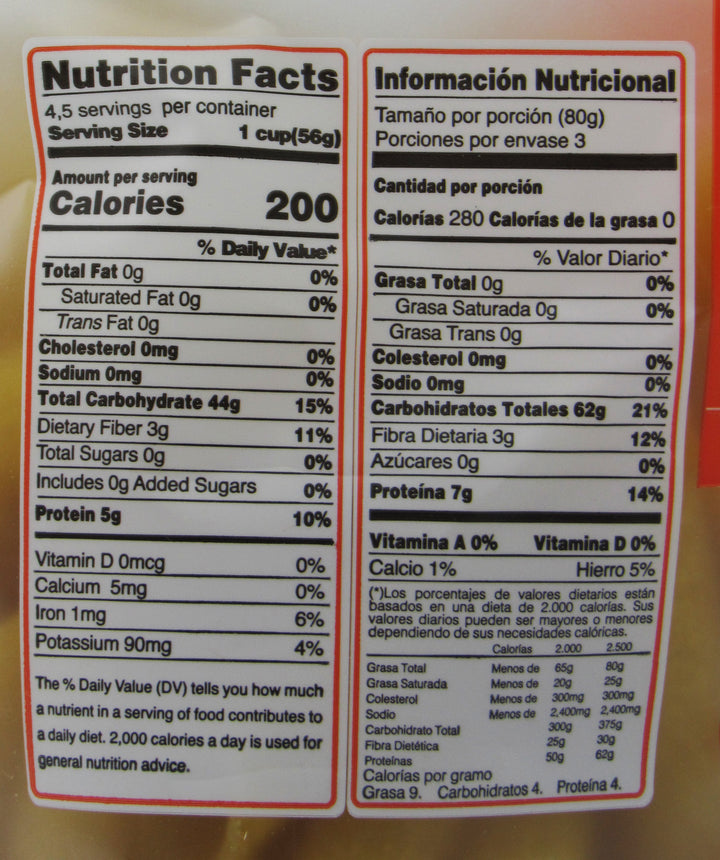 Nutrition Facts
4,5 servings per container
Serving Size 1 cup(56g)
Amount per serving
Calories 200
% Daily Value*
Total Fat 0g 0%
Saturated Fat 0g 0%
Trans Fat 0g
Cholesterol 0mg 0%
Sodium 0mg 0%
Total Carbohydrate 44g 15%
Dietary Fiber 3g 11%
Total Sugars 0g 0%
Includes 0g Added Sugars 0%
Protein 5g 10%
Vitamin D 0mcg 0%
Calcium 5mg 0%
Iron 1mg 6%
Potassium 90mg 4%
The % Daily Value (DV) tells you how much
a nutrient in a serving of food contributes to
a daily diet. 2,000 calories a day is used for
general nutrition advice.
Información Nutricional
Tamaño por porción (80g)
Porciones por envase 3
Cantidad por porción
Calorías 280 Calorías de la grasa 0
% Valor Diario*
Grasa Total 0g 0%
Grasa Saturada 0g 0%
Grasa Trans 0g
Colesterol 0mg 0%
Sodio 0mg 0%
Carbohidratos Totales 62g 21%
Fibra Dietaria 3g 12%
Azúcares 0g 0%
Proteína 7g 14%
Vitamina A 0% Vitamina D 0%
Calcio 1% Hierro 5%
(*)Los porcentajes de valores dietarios están
basados en una dieta de 2.000 calorías. Sus
valores diarios pueden ser mayores o menores
dependiendo de sus necesidades calóricas.
Calorías 2.000 2.500
Grasa Total Menos de 65g 80g
Grasa Saturada Menos de 20g 25g
Colesterol Menos de 300mg 300mg
Sodio Menos de 2,400mg 2,400mg
Carbohidrato Total 300g 375g
Fibra Dietética 25g 30g
Proteínas 50g 62g
Calorías por gramo
Grasa 9. Carbohidratos 4. Proteína 4.